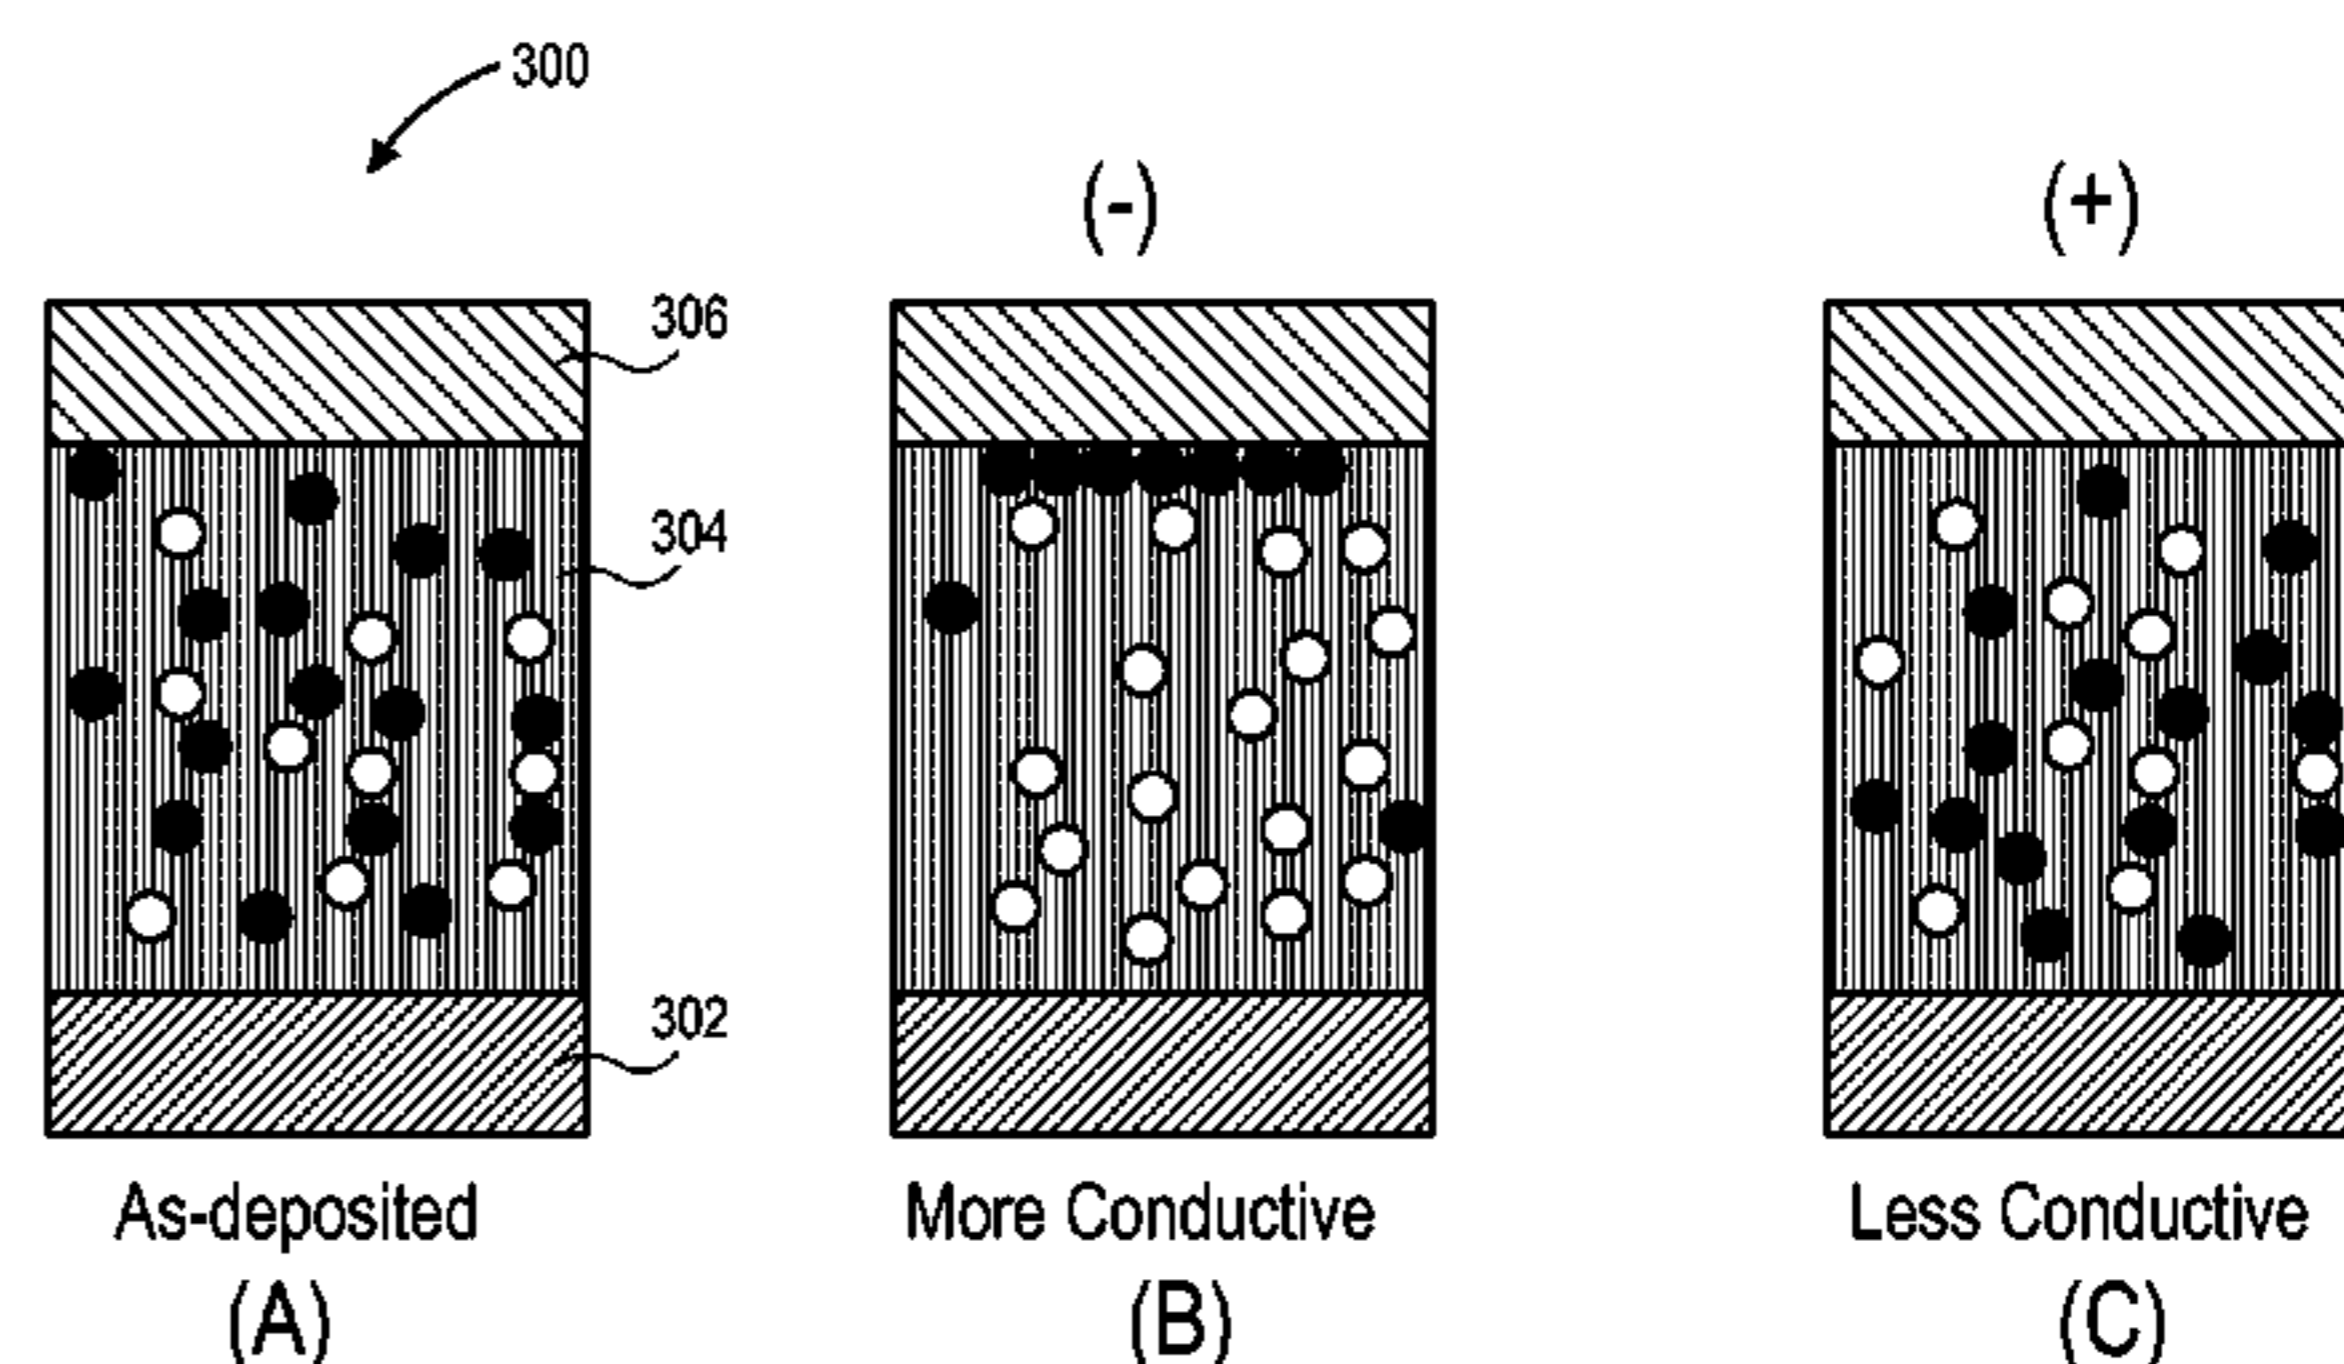 300
(-)
(+)
306
304
302
As-deposited
More Conductive
Less Conductive
(A)
(B)
(C)